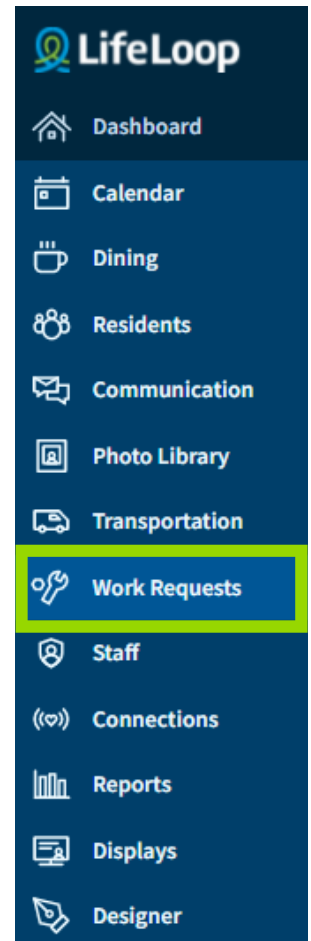 LifeLoop
Dashboard
Calendar
Dining
Residents
Communication
Photo Library
Transportation
Work Requests
Staff
Connections
Reports
Displays
Designer